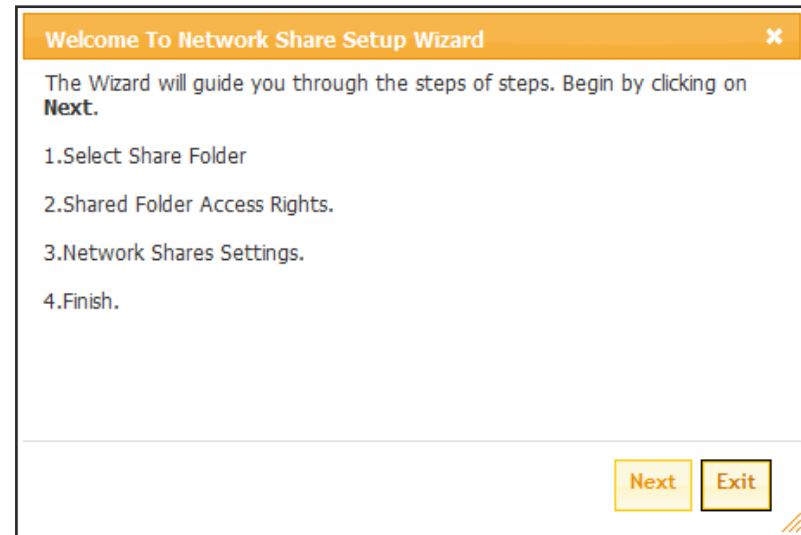 Welcome To Network Share Setup Wizard
The Wizard will guide you through the steps of steps. Begin by clicking on
Next.
1.Select Share Folder
2.Shared Folder Access Rights.
3.Network Shares Settings.
4.Finish.
Next Exit